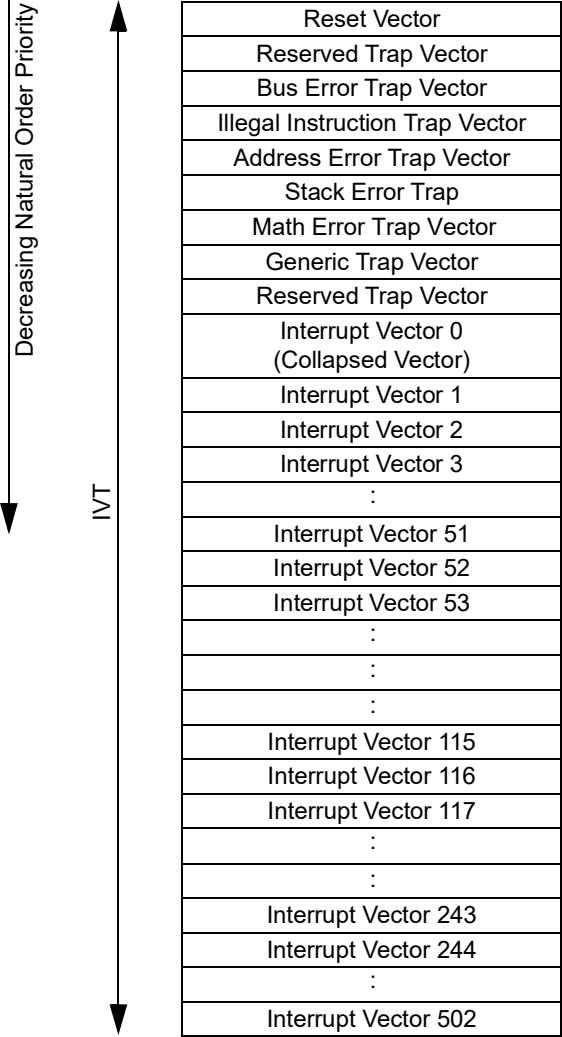 Decreasing Natural Order Priority
IVT
Reset Vector
Reserved Trap Vector
Bus Error Trap Vector
Illegal Instruction Trap Vector
Address Error Trap Vector
Stack Error Trap
Math Error Trap Vector
Generic Trap Vector
Reserved Trap Vector
Interrupt Vector 0
(Collapsed Vector)
Interrupt Vector 1
Interrupt Vector 2
Interrupt Vector 3
:
Interrupt Vector 51
Interrupt Vector 52
Interrupt Vector 53
:
:
:
Interrupt Vector 115
Interrupt Vector 116
Interrupt Vector 117
:
:
Interrupt Vector 243
Interrupt Vector 244
:
Interrupt Vector 502